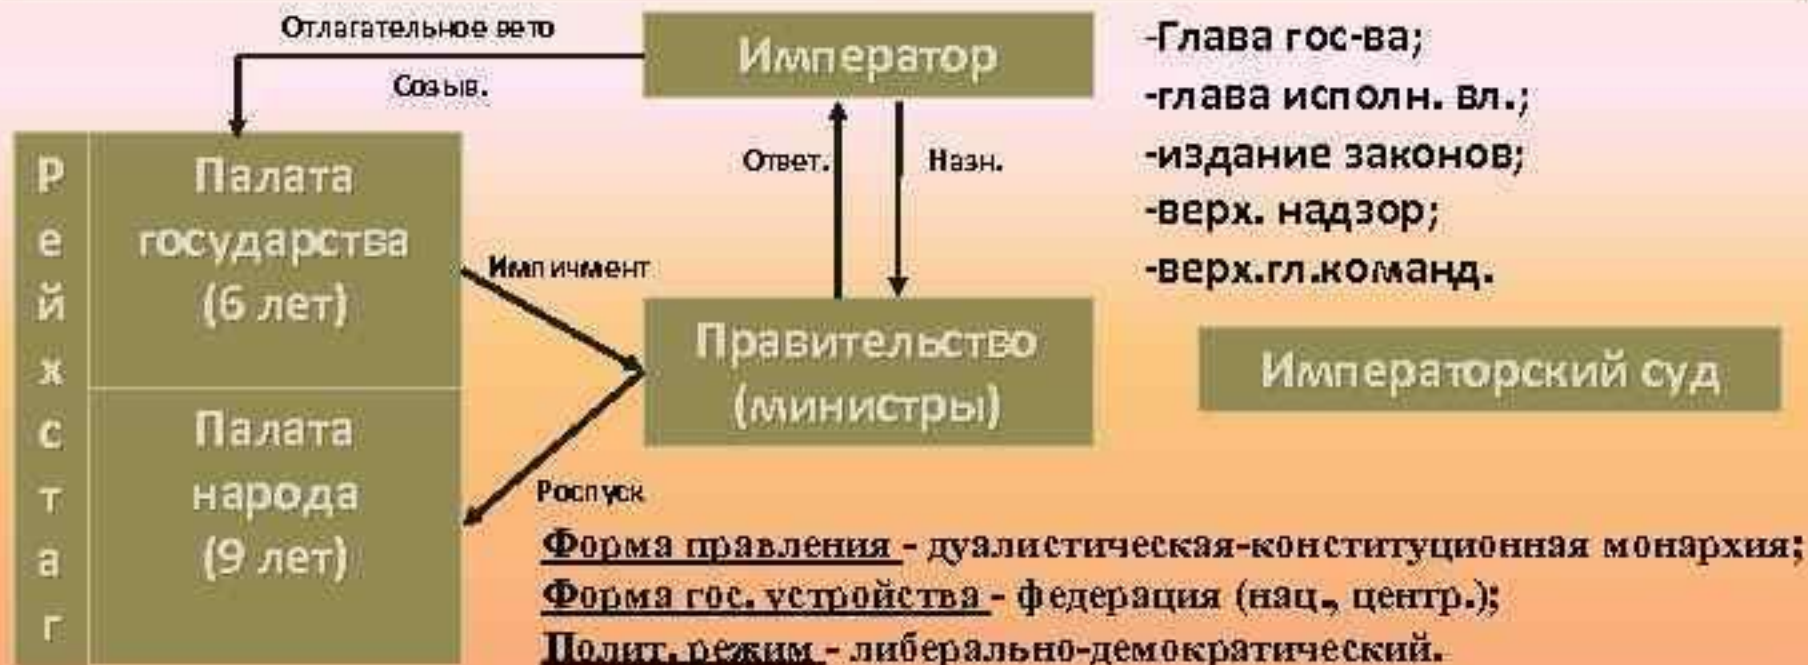 Отлагательное вето
Созыв.
Император
-Глава гос-ва;
-глава исполн. вл.;
-издание законов;
-верх. надзор;
-верх.гл.команд.
Ответ.
Назн.
Рейхстаг
Палата
государства
(6 лет)
Импичмент
Правительство
(министры)
Императорский суд
Палата
народа
(9 лет)
Роспуск
Форма правления - дуалистическая-конституционная монархия;
Форма гос. устройства - федерация (нац., центр.);
Полит. режим - либерально-демократический.